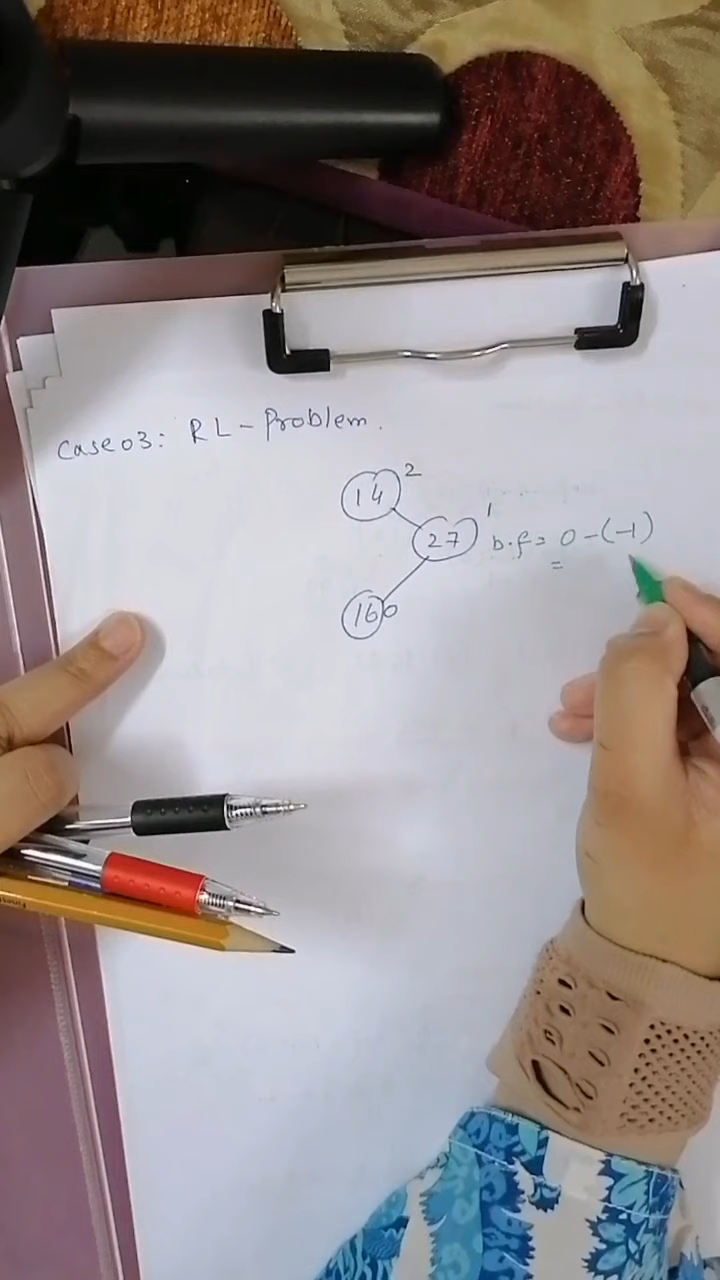 Case 03: RL - Problem.
14 2
27 1 b.f = 0 - (-1)
=
16 0